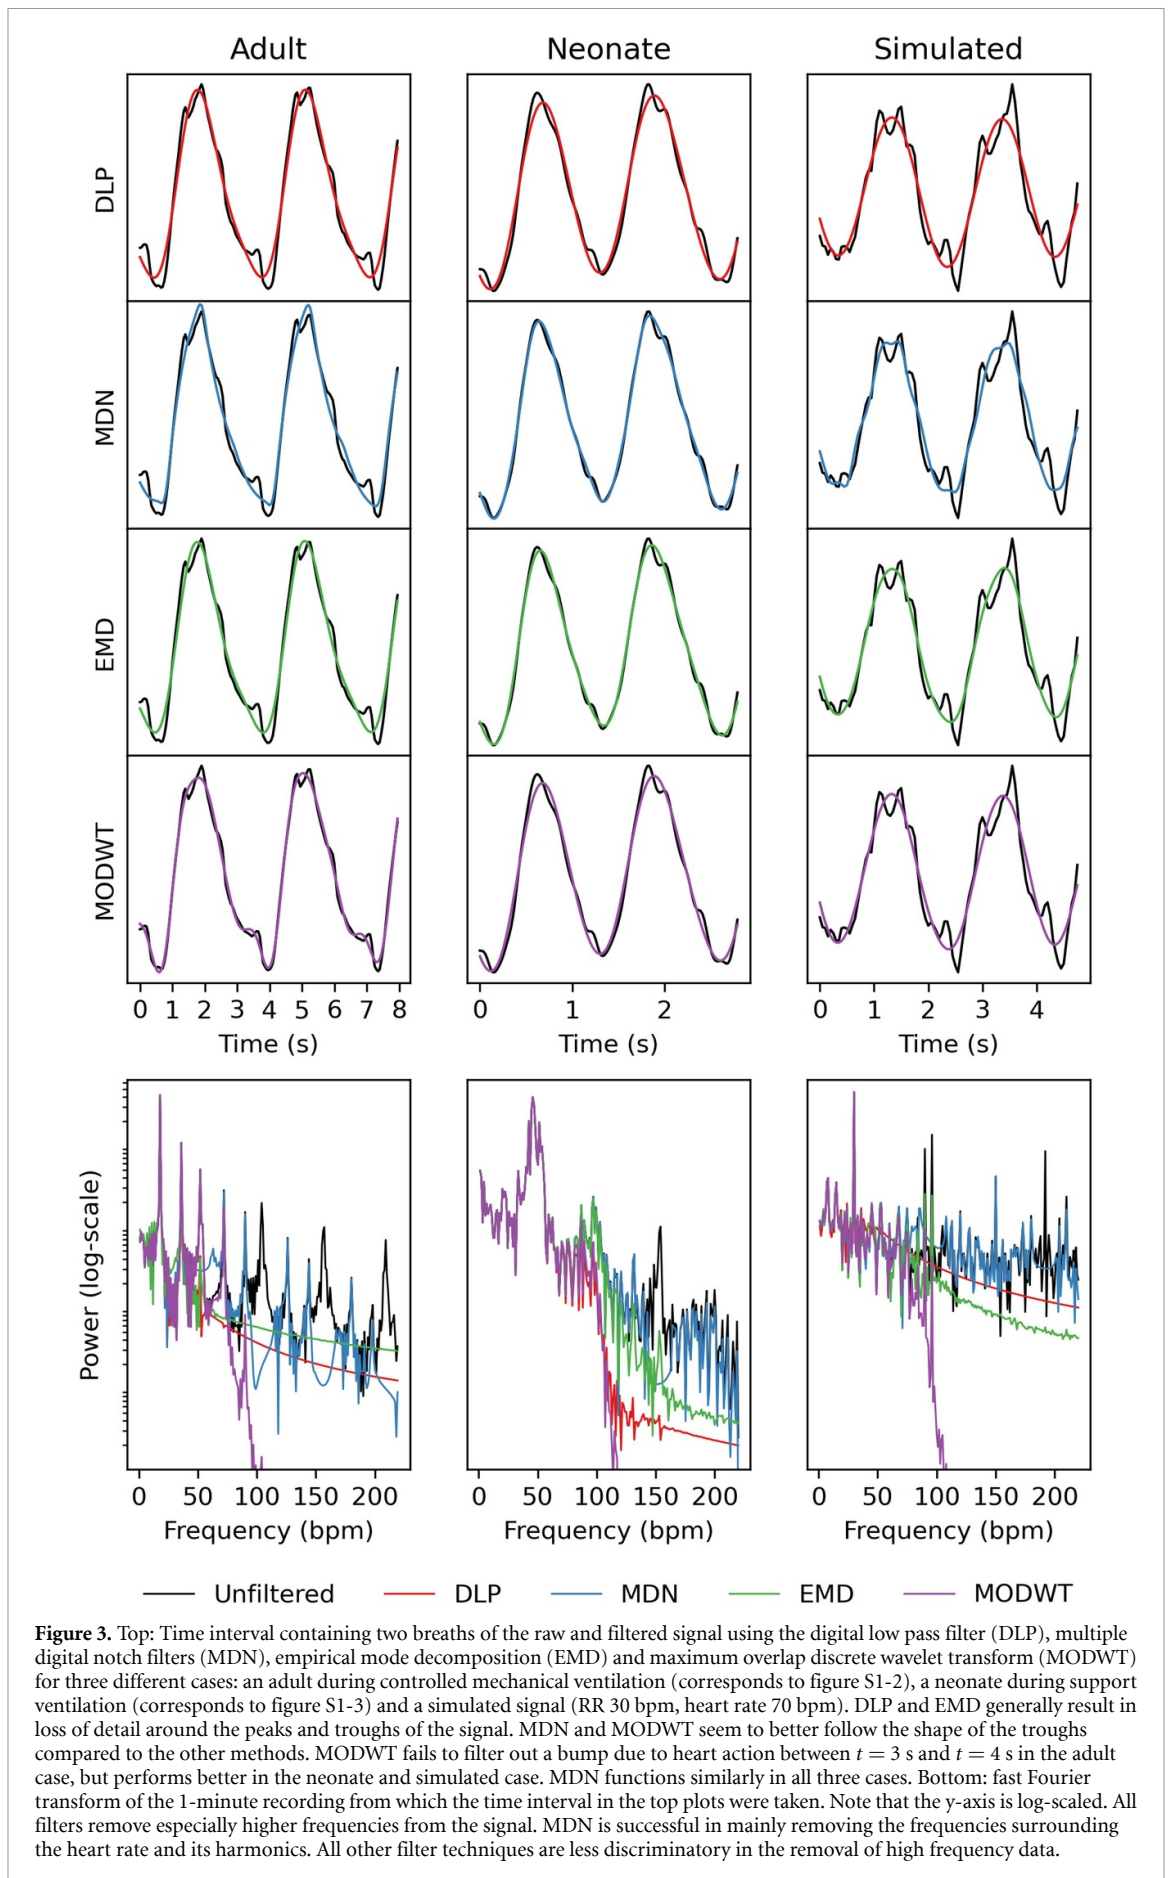 Adult Neonate Simulated
DLP
MDN
EMD
MODWT
0 1 2 3 4 5 6 7 8 0 1 2 0 1 2 3 4
Time (s) Time (s) Time (s)
Power (log-scale)
0 50 100 150 200 0 50 100 150 200 0 50 100 150 200
Frequency (bpm) Frequency (bpm) Frequency (bpm)
Unfiltered DLP MDN EMD MODWT
Figure 3. Top: Time interval containing two breaths of the raw and filtered signal using the digital low pass filter (DLP), multiple
digital notch filters (MDN), empirical mode decomposition (EMD) and maximum overlap discrete wavelet transform (MODWT)
for three different cases: an adult during controlled mechanical ventilation (corresponds to figure S1-2), a neonate during support
ventilation (corresponds to figure S1-3) and a simulated signal (RR 30 bpm, heart rate 70 bpm). DLP and EMD generally result in
loss of detail around the peaks and troughs of the signal. MDN and MODWT seem to better follow the shape of the troughs
compared to the other methods. MODWT fails to filter out a bump due to heart action between t = 3 s and t = 4 s in the adult
case, but performs better in the neonate and simulated case. MDN functions similarly in all three cases. Bottom: fast Fourier
transform of the 1-minute recording from which the time interval in the top plots were taken. Note that the y-axis is log-scaled. All
filters remove especially higher frequencies from the signal. MDN is successful in mainly removing the frequencies surrounding
the heart rate and its harmonics. All other filter techniques are less discriminatory in the removal of high frequency data.